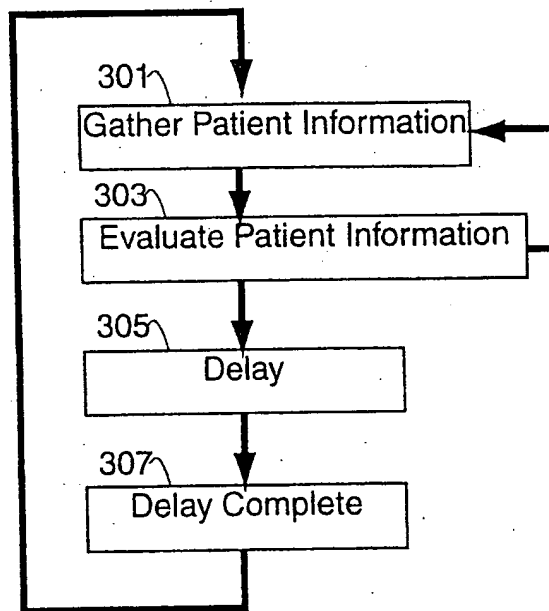 301
Gather Patient Information
303
Evaluate Patient Information
305
Delay
307
Delay Complete